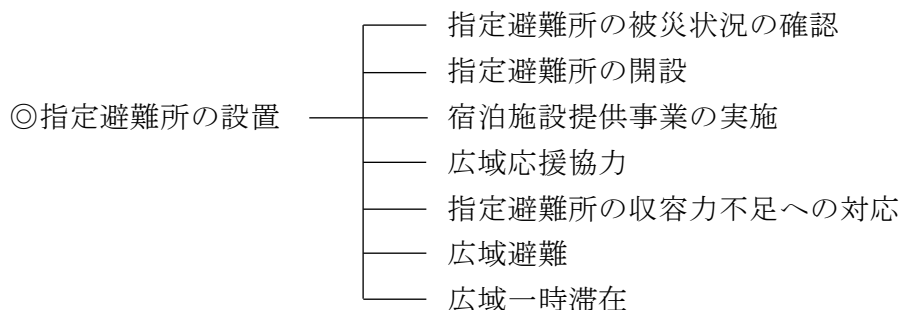 指定避難所の被災状況の確認
指定避難所の開設
◎指定避難所の設置
宿泊施設提供事業の実施
広域応援協力
指定避難所の収容力不足への対応
広域避難
広域一時滞在